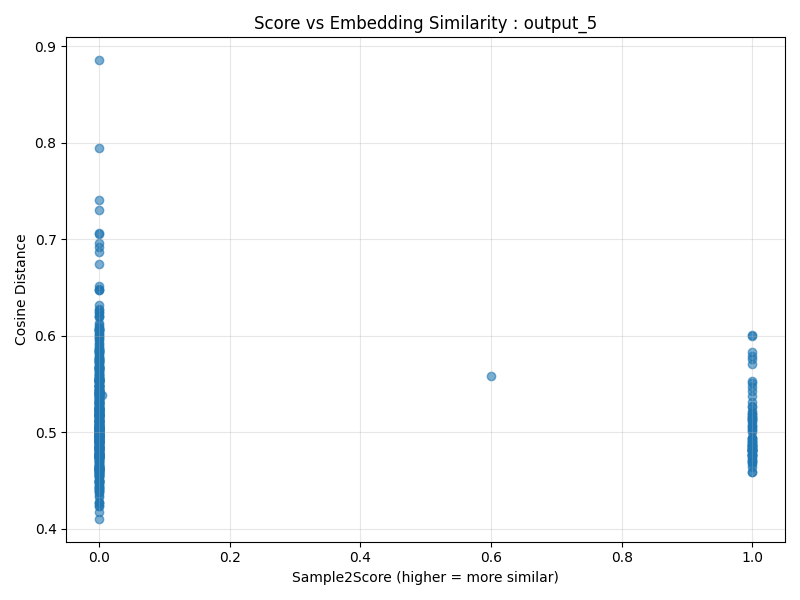 Score vs Embedding Similarity : output_5
Cosine Distance
0.9
0.8
0.7
0.6
0.5
0.4
0.0 0.2 0.4 0.6 0.8 1.0
Sample2Score (higher = more similar)